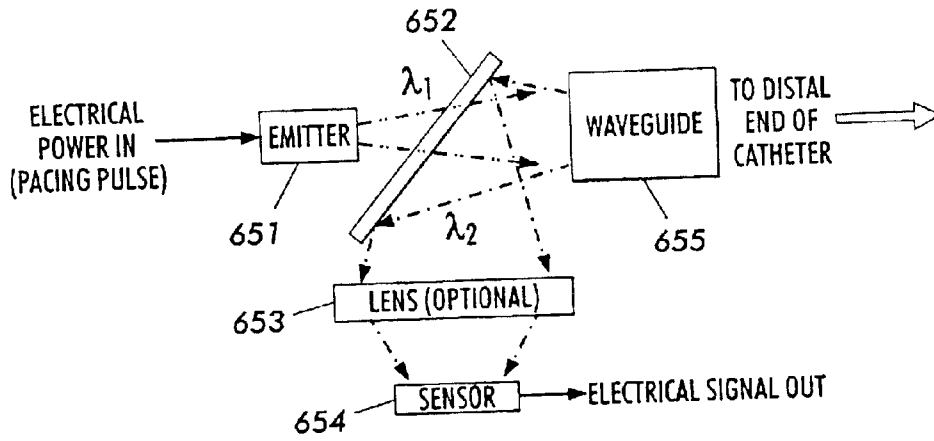 652
λ1
ELECTRICAL
POWER IN
(PACING PULSE)
EMITTER
651
WAVEGUIDE
655
TO DISTAL
END OF
CATHETER
λ2
LENS (OPTIONAL)
653
SENSOR
654
ELECTRICAL SIGNAL OUT